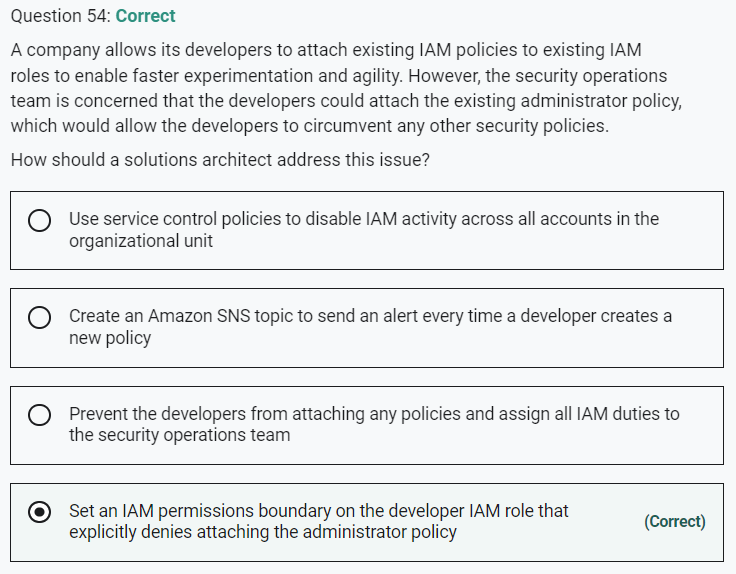 Question 54: Correct
A company allows its developers to attach existing IAM policies to existing IAM
roles to enable faster experimentation and agility. However, the security operations
team is concerned that the developers could attach the existing administrator policy,
which would allow the developers to circumvent any other security policies.
How should a solutions architect address this issue?
Use service control policies to disable IAM activity across all accounts in the
organizational unit
Create an Amazon SNS topic to send an alert every time a developer creates a
new policy
Prevent the developers from attaching any policies and assign all IAM duties to
the security operations team
Set an IAM permissions boundary on the developer IAM role that
explicitly denies attaching the administrator policy
(Correct)